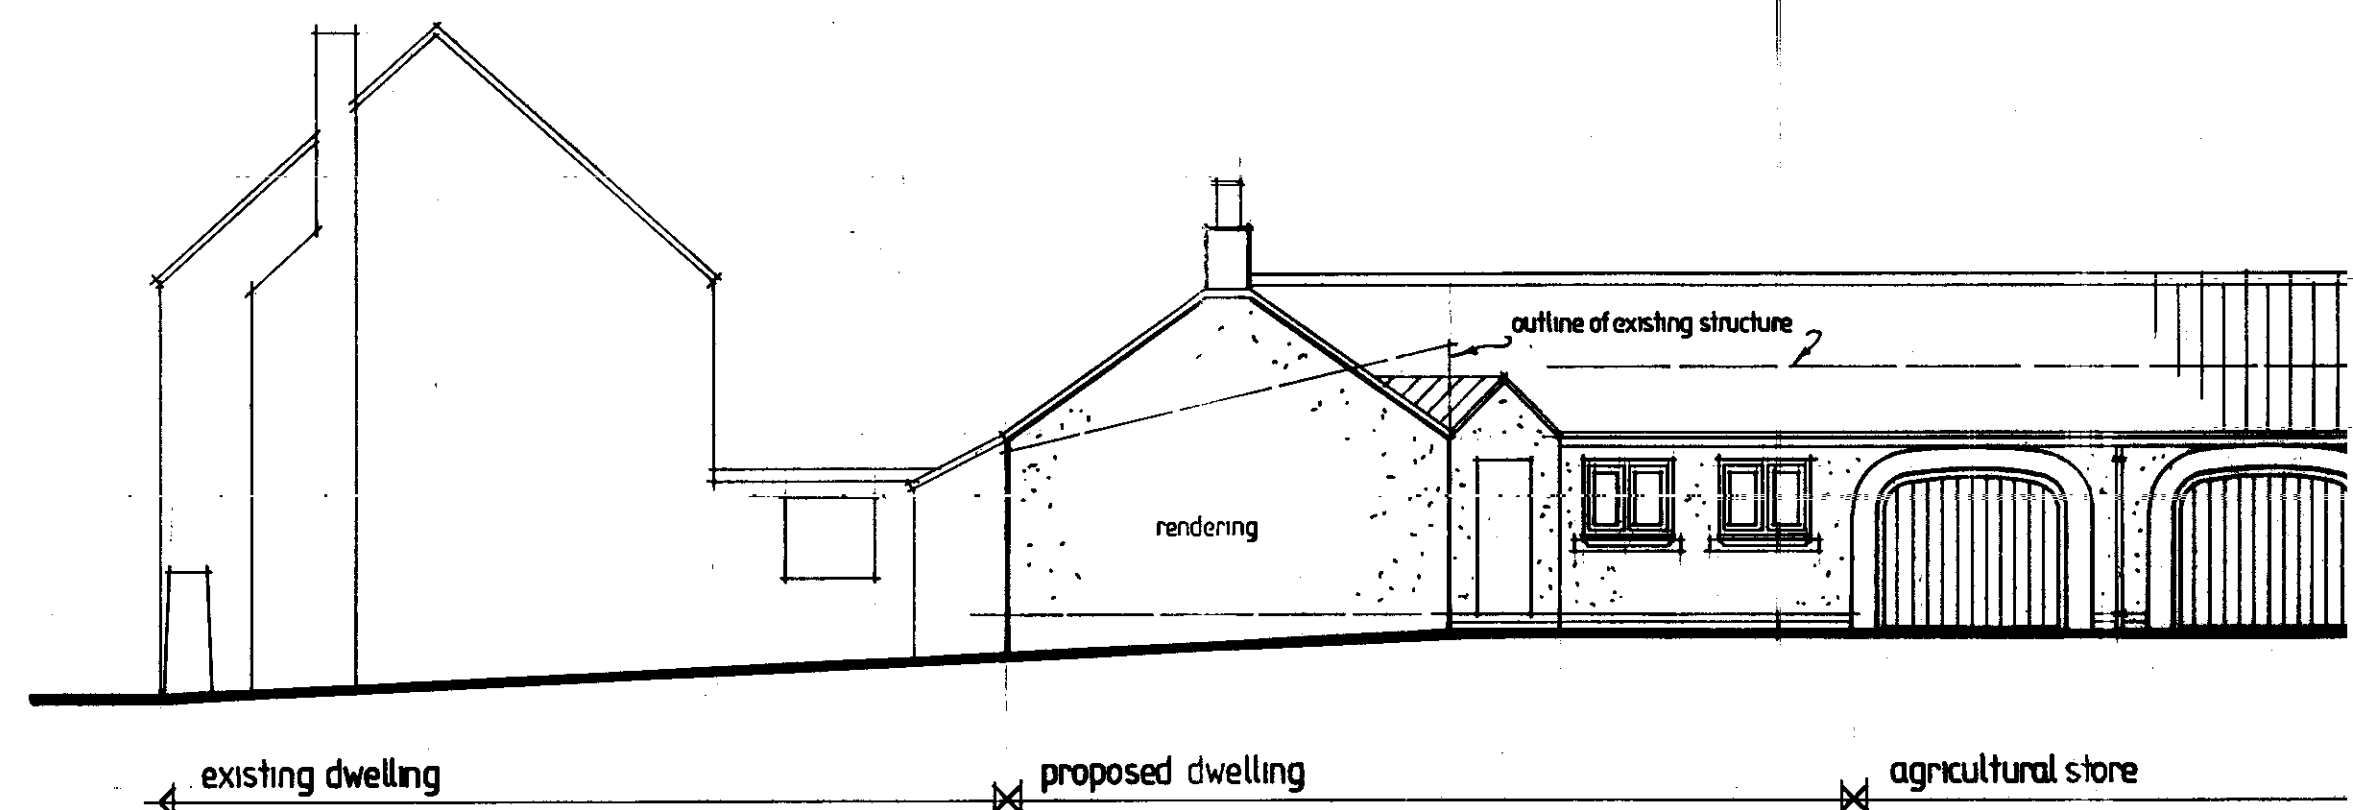 outline of existing structure
rendering
existing dwelling
proposed dwelling
agricultural store